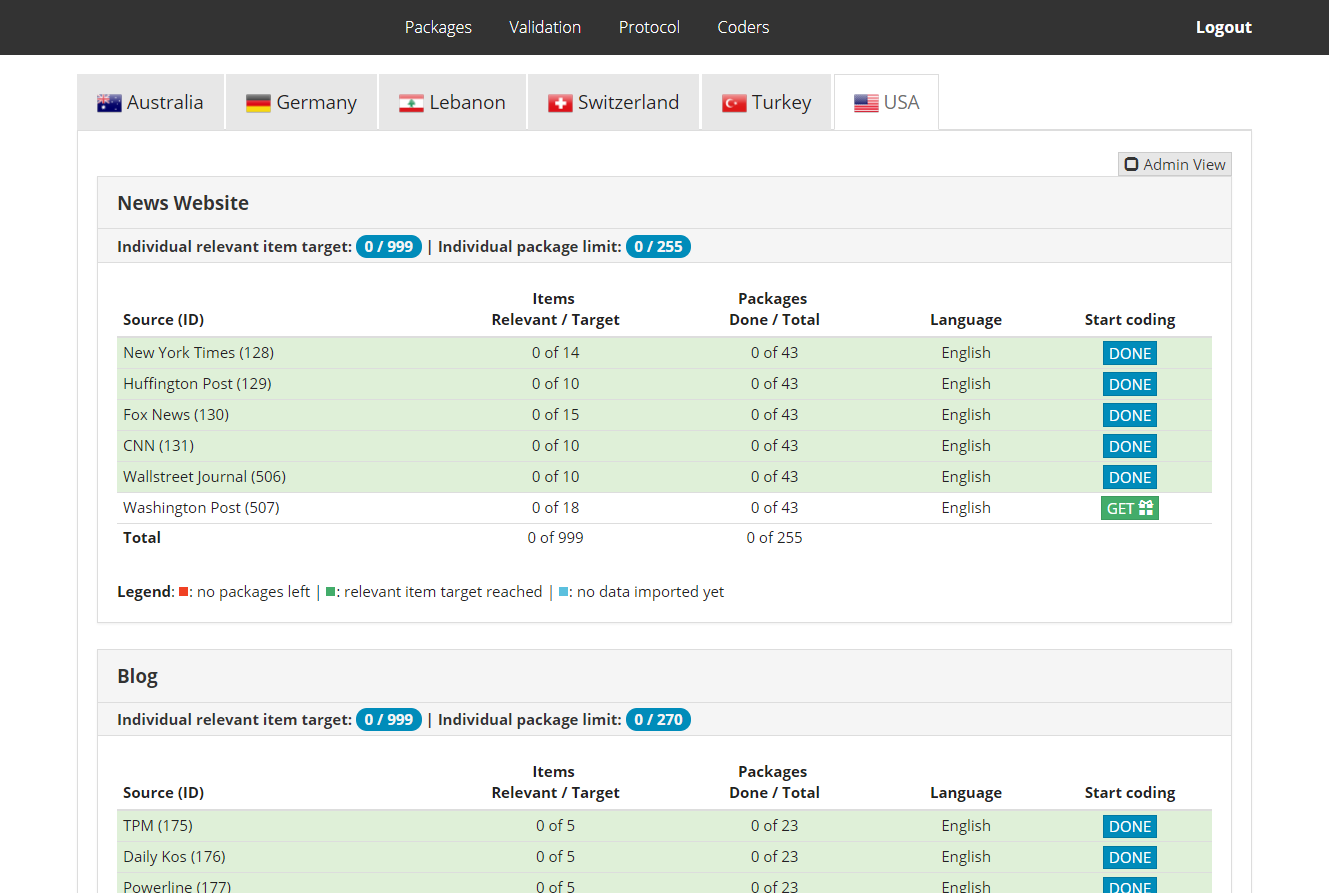 Packages Validation Protocol Coders Logout
Australia Germany Lebanon Switzerland Turkey USA
Admin View
News Website
Individual relevant item target: 0 / 999 | Individual package limit: 0 / 255
Items Packages
Source (ID) Relevant / Target Done / Total Language Start coding
New York Times (128) 0 of 14 0 of 43 English DONE
Huffington Post (129) 0 of 10 0 of 43 English DONE
Fox News (130) 0 of 15 0 of 43 English DONE
CNN (131) 0 of 10 0 of 43 English DONE
Wallstreet Journal (506) 0 of 10 0 of 43 English DONE
Washington Post (507) 0 of 18 0 of 43 English GET
Total 0 of 999 0 of 255
Legend: : no packages left | : relevant item target reached | : no data imported yet
Blog
Individual relevant item target: 0 / 999 | Individual package limit: 0 / 270
Items Packages
Source (ID) Relevant / Target Done / Total Language Start coding
TPM (175) 0 of 5 0 of 23 English DONE
Daily Kos (176) 0 of 5 0 of 23 English DONE
Powerline (177) 0 of 5 0 of 23 English DONE